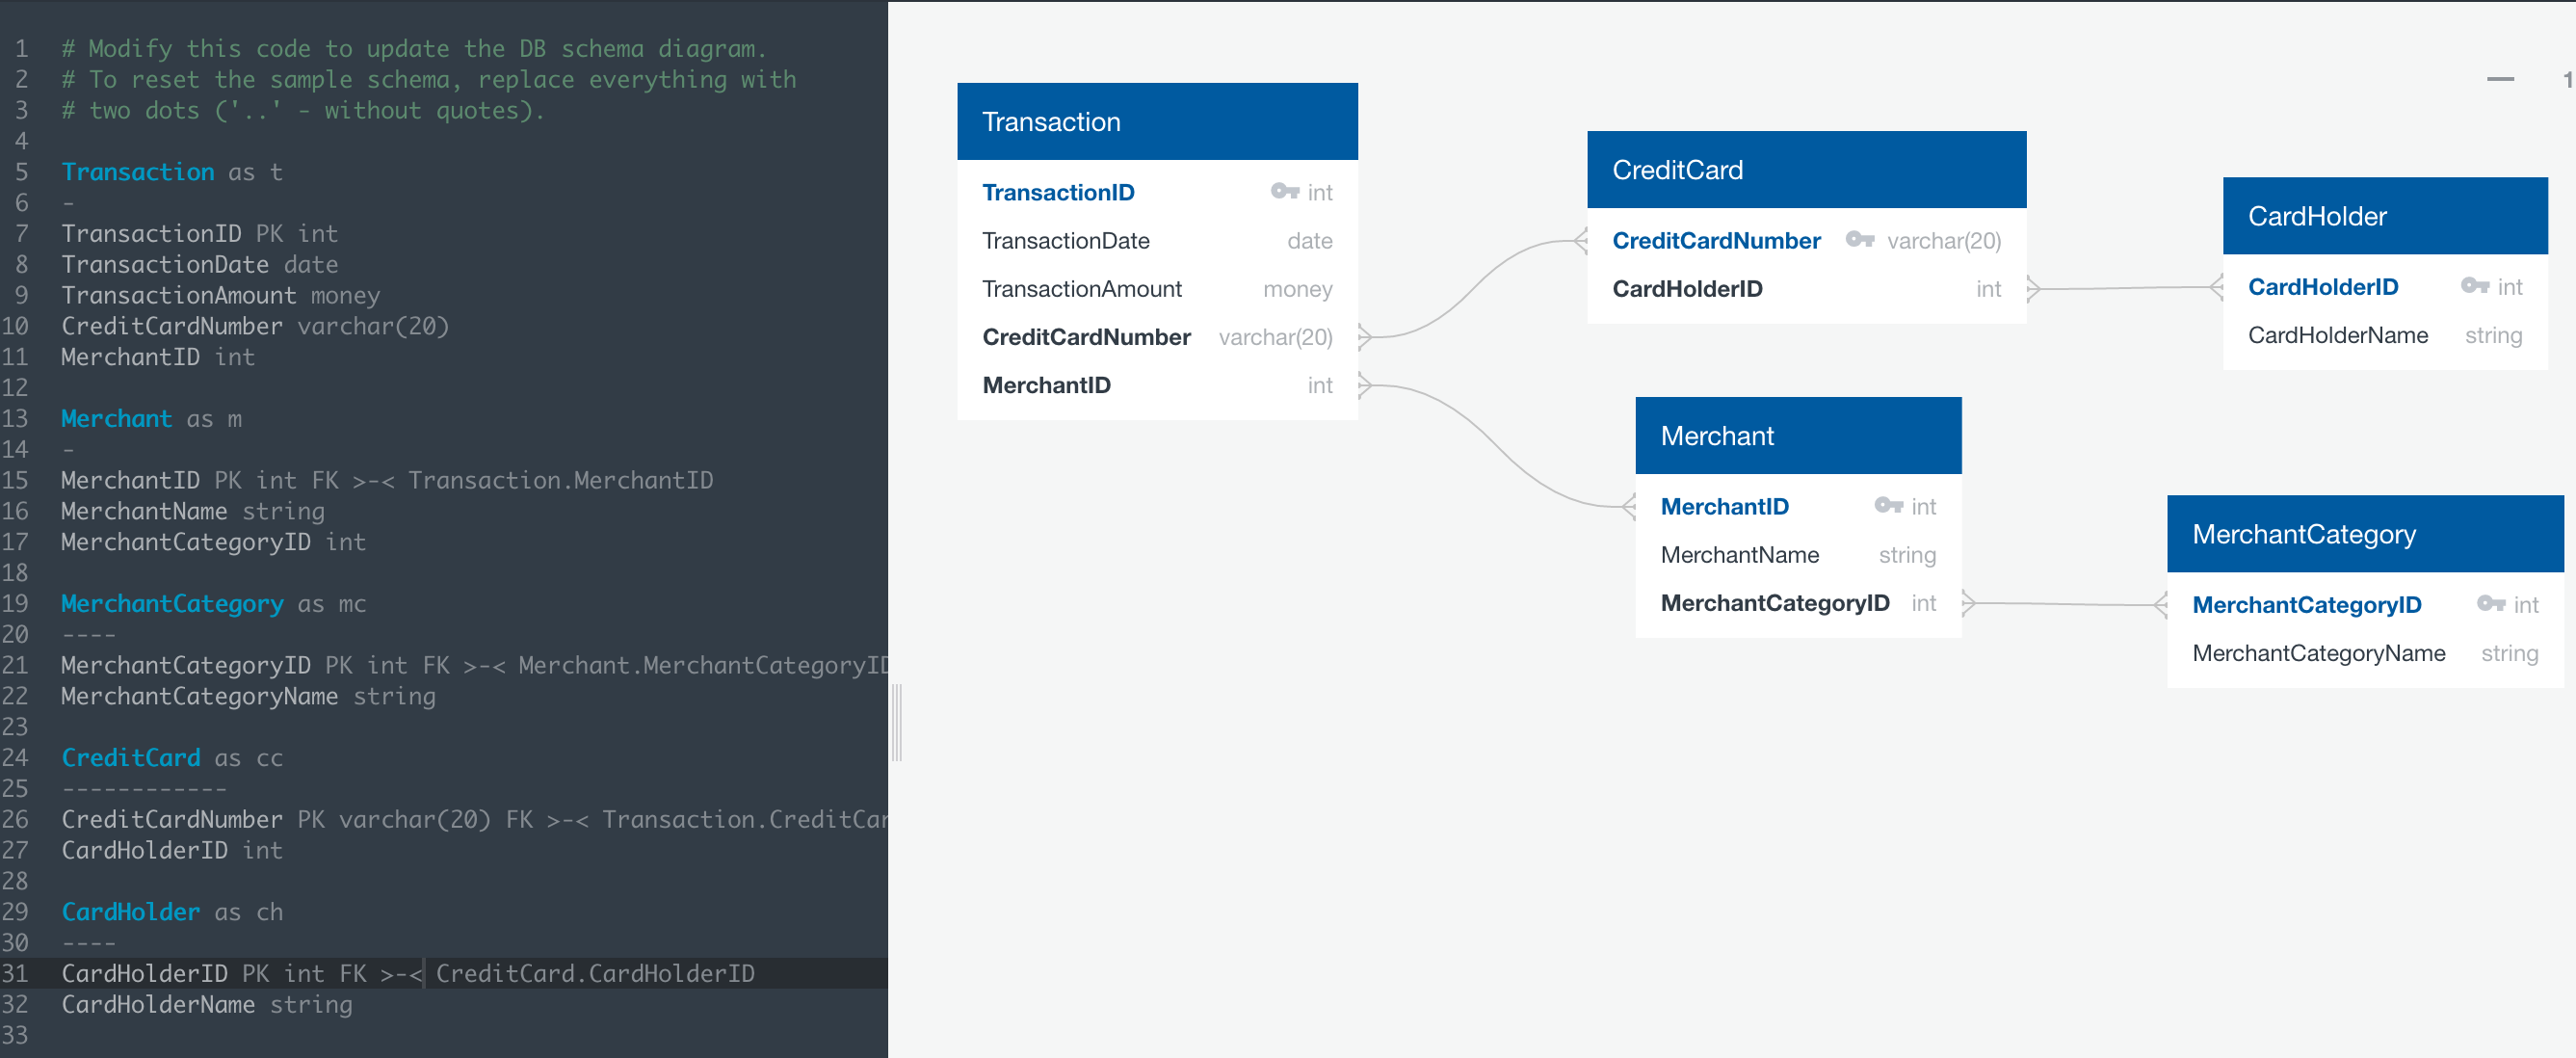 1 # Modify this code to update the DB schema diagram.
2 # To reset the sample schema, replace everything with
3 # two dots ('..' - without quotes).
4
5 Transaction as t
6 -
7 TransactionID PK int
8 TransactionDate date
9 TransactionAmount money
10 CreditCardNumber varchar(20)
11 MerchantID int
12
13 Merchant as m
14 -
15 MerchantID PK int FK >-< Transaction.MerchantID
16 MerchantName string
17 MerchantCategoryID int
18
19 MerchantCategory as mc
20 ----
21 MerchantCategoryID PK int FK >-< Merchant.MerchantCategoryID
22 MerchantCategoryName string
23
24 CreditCard as cc
25 ------------
26 CreditCardNumber PK varchar(20) FK >-< Transaction.CreditCar
27 CardHolderID int
28
29 CardHolder as ch
30 ----
31 CardHolderID PK int FK >-< CreditCard.CardHolderID
32 CardHolderName string
33
— 1
Transaction
TransactionID int
TransactionDate date
TransactionAmount money
CreditCardNumber varchar(20)
MerchantID int
CreditCard
CreditCardNumber varchar(20)
CardHolderID int
CardHolder
CardHolderID int
CardHolderName string
Merchant
MerchantID int
MerchantName string
MerchantCategoryID int
MerchantCategory
MerchantCategoryID int
MerchantCategoryName string